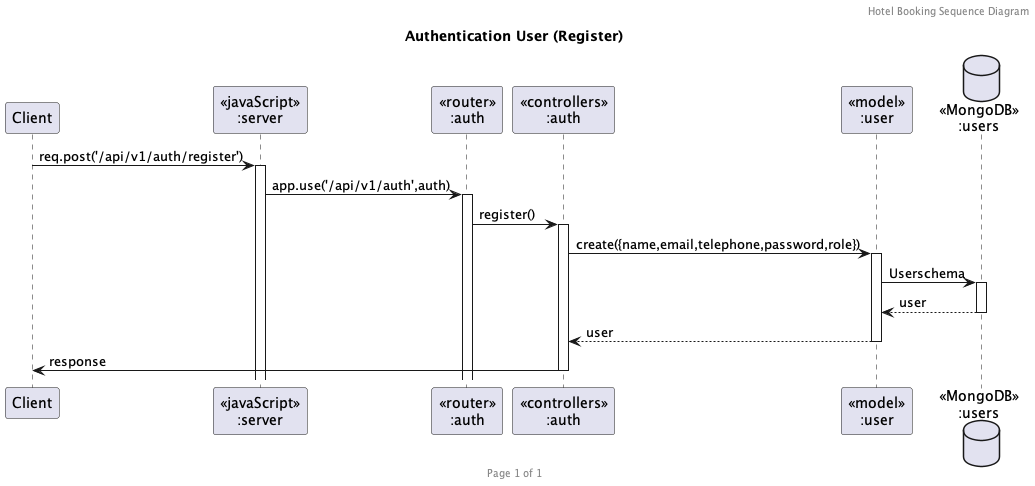 Hotel Booking Sequence Diagram
Authentication User (Register)
Client
«javaScript»
:server
«router»
:auth
«controllers»
:auth
«model»
:user
«MongoDB»
:users
req.post('/api/v1/auth/register')
app.use('/api/v1/auth',auth)
register()
create({name,email,telephone,password,role})
Userschema
user
user
response
Client
«javaScript»
:server
«router»
:auth
«controllers»
:auth
«model»
:user
«MongoDB»
:users
Page 1 of 1